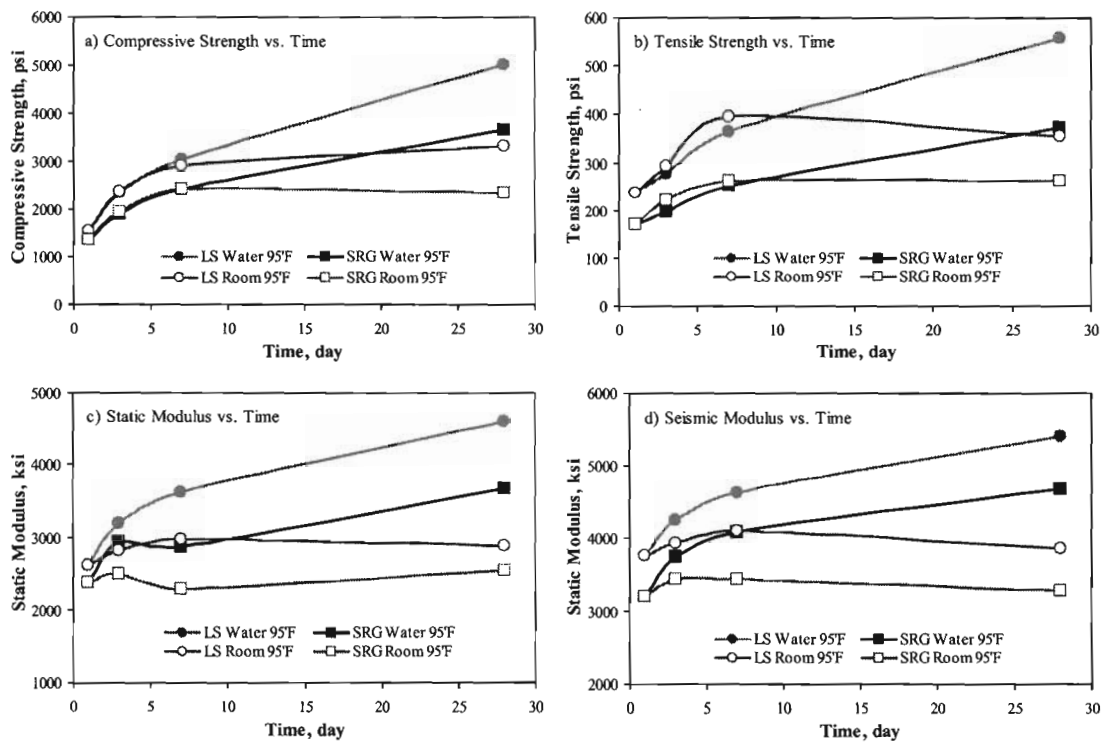 a) Compressive Strength vs. Time
Compressive Strength, psi
6000
5000
4000
3000
2000
1000
0
LS Water 95°F SRG Water 95°F
LS Room 95°F SRG Room 95°F
0 5 10 15 20 25 30
Time, day
b) Tensile Strength vs. Time
Tensile Strength, psi
600
500
400
300
200
100
0
LS Water 95°F SRG Water 95°F
LS Room 95°F SRG Room 95°F
0 5 10 15 20 25 30
Time, day
c) Static Modulus vs. Time
Static Modulus, ksi
5000
4000
3000
2000
1000
LS Water 95°F SRG Water 95°F
LS Room 95°F SRG Room 95°F
0 5 10 15 20 25 30
Time, day
d) Seismic Modulus vs. Time
Static Modulus, ksi
6000
5000
4000
3000
2000
LS Water 95°F SRG Water 95°F
LS Room 95°F SRG Room 95°F
0 5 10 15 20 25 30
Time, day